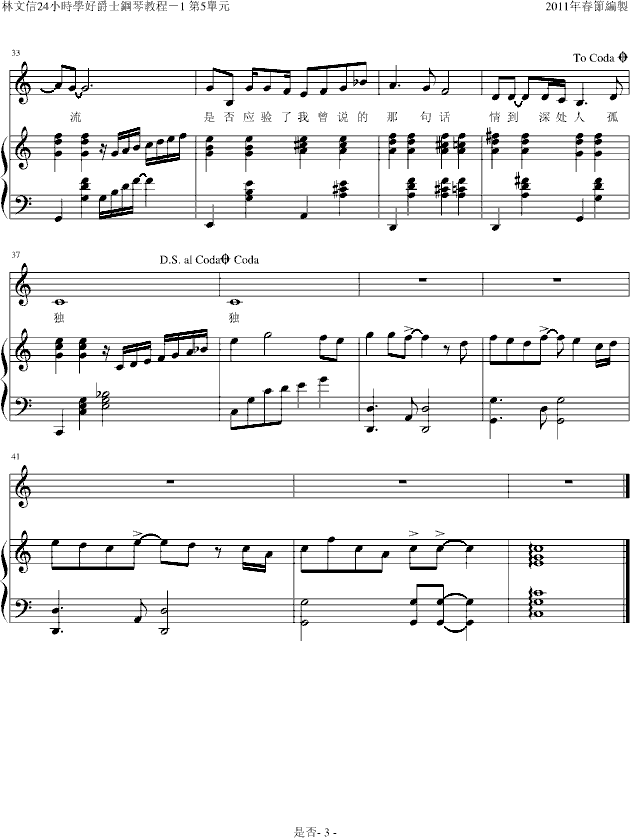 林文信24小時學好爵士鋼琴教程－1 第5單元 2011年春節編製
33
To Coda
流 是 否 应 验 了 我 曾 说 的 那 句 话 情 到 深 处 人 孤
37
D.S. al Coda Coda
独 独
41
是否- 3 -